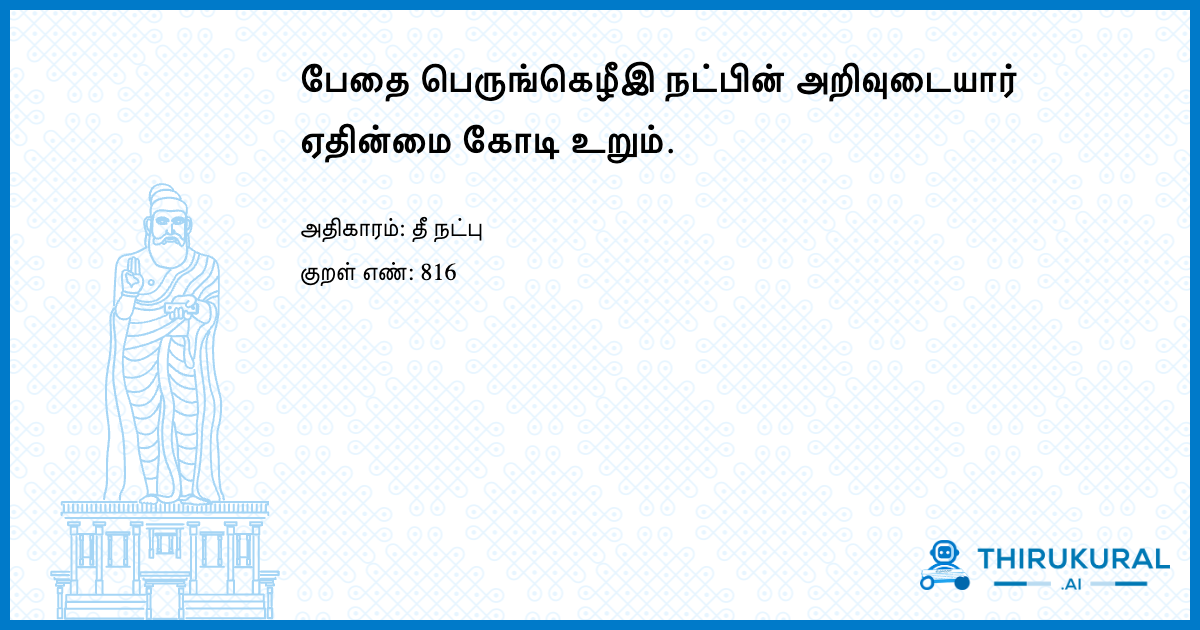 பேதை பெருங்கெழீஇ நட்பின் அறிவுடையார்
ஏதின்மை கோடி உறும்.
அதிகாரம்: தீ நட்பு
குறள் எண்: 816
THIRUKURAL
.AI